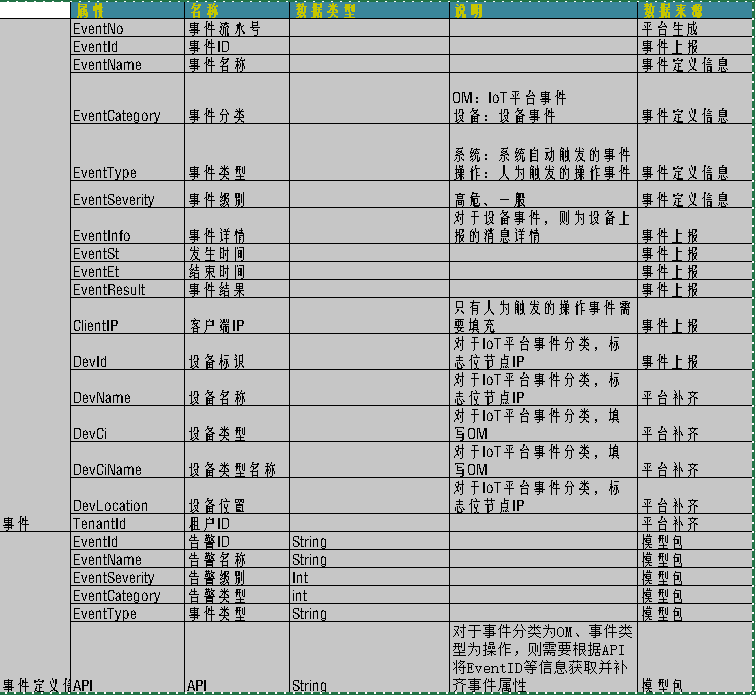 属性 名称 数据类型 说明 数据来源
EventNo 事件流水号 平台生成
EventId 事件ID 事件上报
EventName 事件名称 事件定义信息
OM：IoT平台事件
EventCategory 事件分类 设备：设备事件 事件定义信息
系统：系统自动触发的事件
EventType 事件类型 操作：人为触发的操作事件 事件定义信息
EventSeverity 事件级别 高危、一般 事件定义信息
对于设备事件，则为设备上
EventInfo 事件详情 报的消息详情 事件上报
EventSt 发生时间 事件上报
EventEt 结束时间 事件上报
EventResult 事件结果 事件上报
只有人为触发的操作事件需
ClientIP 客户端IP 要填充 事件上报
对于IoT平台事件分类，标
DevId 设备标识 志位节点IP 事件上报
对于IoT平台事件分类，标
DevName 设备名称 志位节点IP 平台补齐
对于IoT平台事件分类，填
DevCi 设备类型 写OM 平台补齐
对于IoT平台事件分类，填
DevCiName 设备类型名称 写OM 平台补齐
对于IoT平台事件分类，标
DevLocation 设备位置 志位节点IP 平台补齐
事件 TenantId 租户ID 平台补齐
EventId 告警ID String 模型包
EventName 告警名称 String 模型包
EventSeverity 告警级别 Int 模型包
EventCategory 告警类型 int 模型包
EventType 事件类型 String 模型包
对于事件分类为OM、事件类
型为操作，则需要根据API
将EventID等信息获取并补
事件定义信 API API String 齐事件属性 模型包